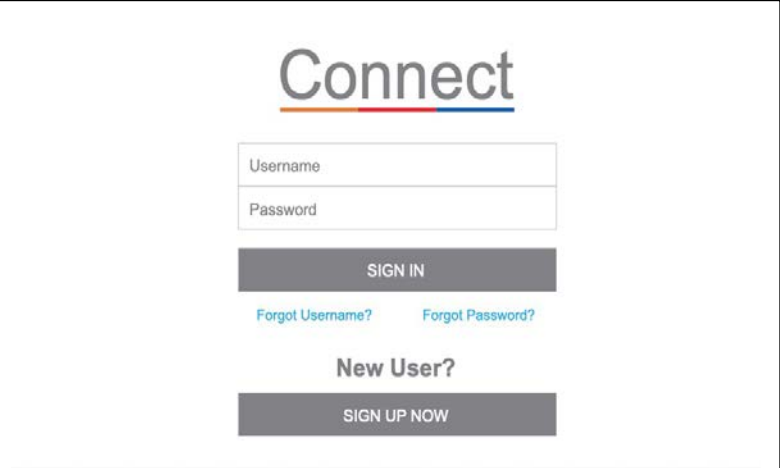 Connect
Username
Password
SIGN IN
Forgot Username? Forgot Password?
New User?
SIGN UP NOW